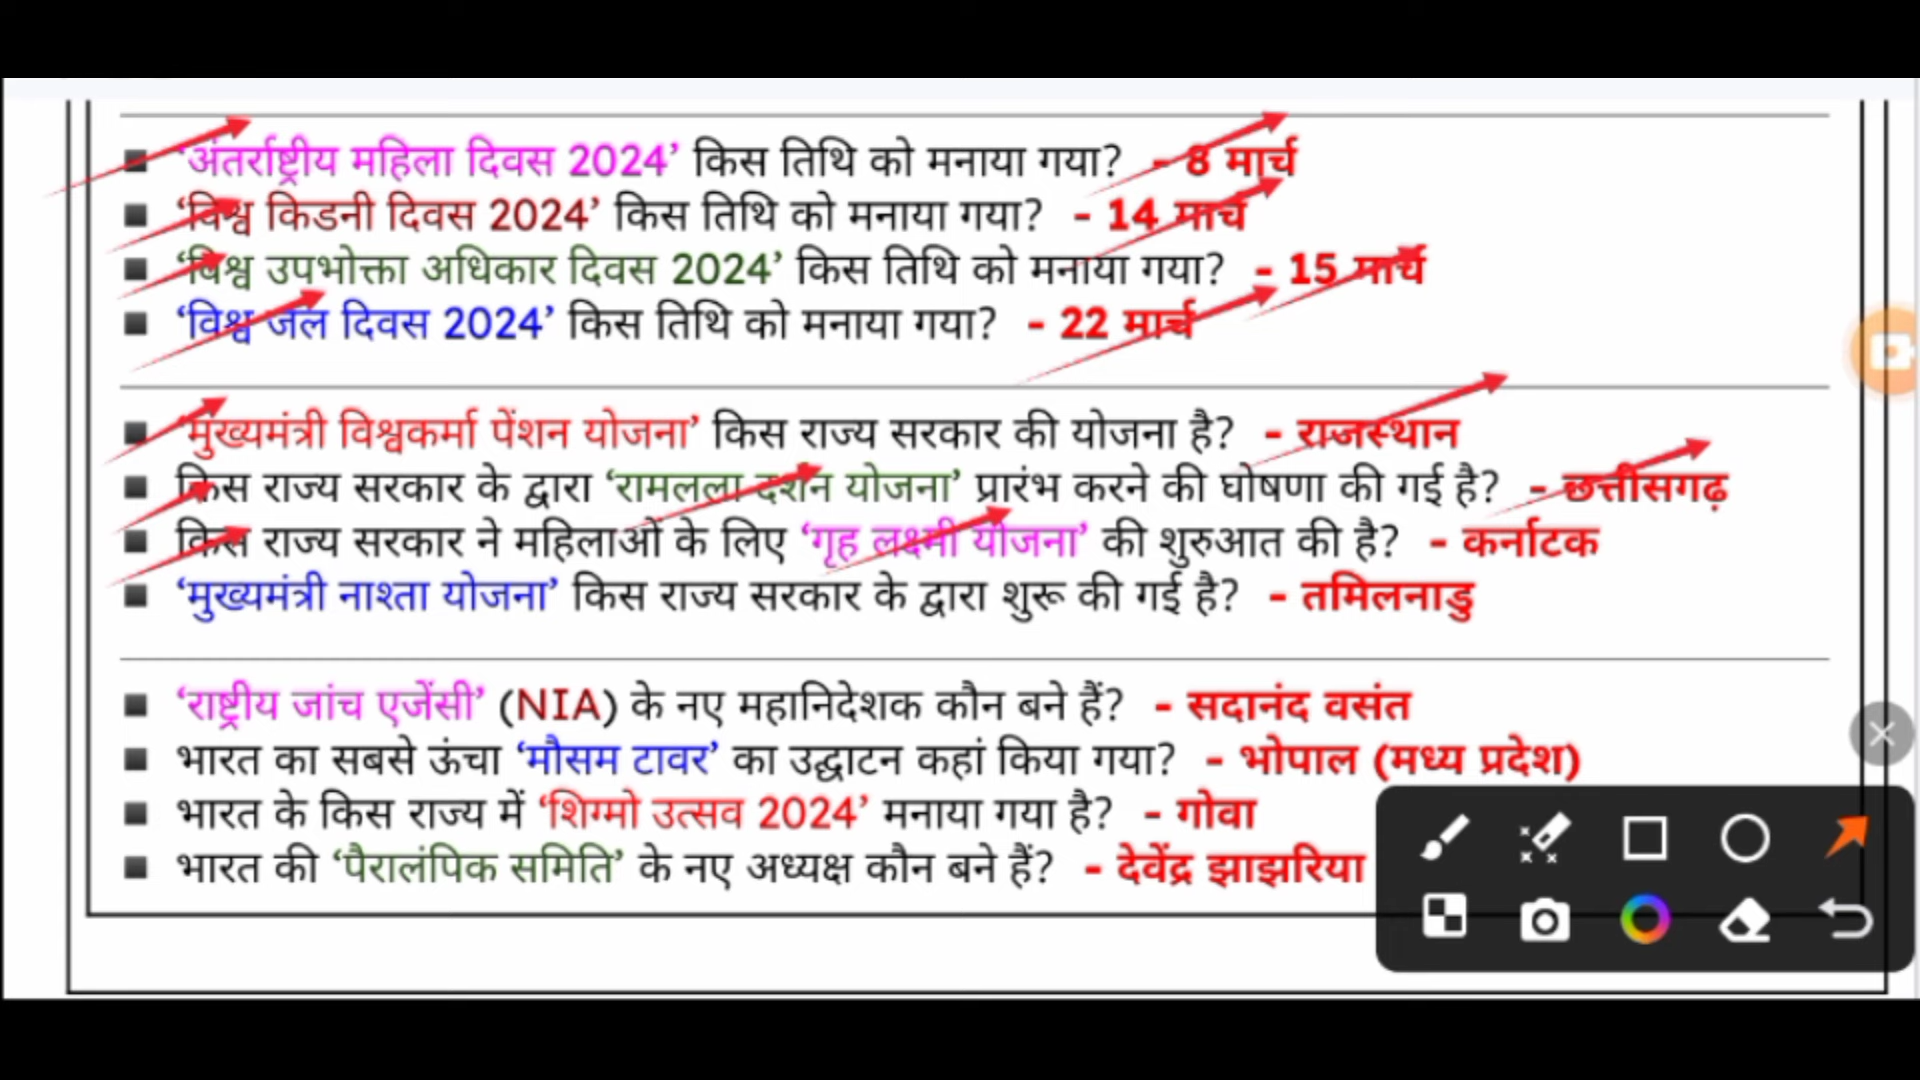 ■ ‘अंतर्राष्ट्रीय महिला दिवस 2024’ किस तिथि को मनाया गया? - 8 मार्च
■ ‘विश्व किडनी दिवस 2024’ किस तिथि को मनाया गया? - 14 मार्च
■ ‘विश्व उपभोक्ता अधिकार दिवस 2024’ किस तिथि को मनाया गया? - 15 मार्च
■ ‘विश्व जल दिवस 2024’ किस तिथि को मनाया गया? - 22 मार्च
■ ‘मुख्यमंत्री विश्वकर्मा पेंशन योजना’ किस राज्य सरकार की योजना है? - राजस्थान
■ किस राज्य सरकार के द्वारा ‘रामलला दर्शन योजना’ प्रारंभ करने की घोषणा की गई है? - छत्तीसगढ़
■ किस राज्य सरकार ने महिलाओं के लिए ‘गृह लक्ष्मी योजना’ की शुरुआत की है? - कर्नाटक
■ ‘मुख्यमंत्री नाश्ता योजना’ किस राज्य सरकार के द्वारा शुरू की गई है? - तमिलनाडु
■ ‘राष्ट्रीय जांच एजेंसी’ (NIA) के नए महानिदेशक कौन बने हैं? - सदानंद वसंत
■ भारत का सबसे ऊंचा ‘मौसम टावर’ का उद्घाटन कहां किया गया? - भोपाल (मध्य प्रदेश)
■ भारत के किस राज्य में ‘शिग्मो उत्सव 2024’ मनाया गया है? - गोवा
■ भारत की ‘पैरालंपिक समिति’ के नए अध्यक्ष कौन बने हैं? - देवेंद्र झाझरिया